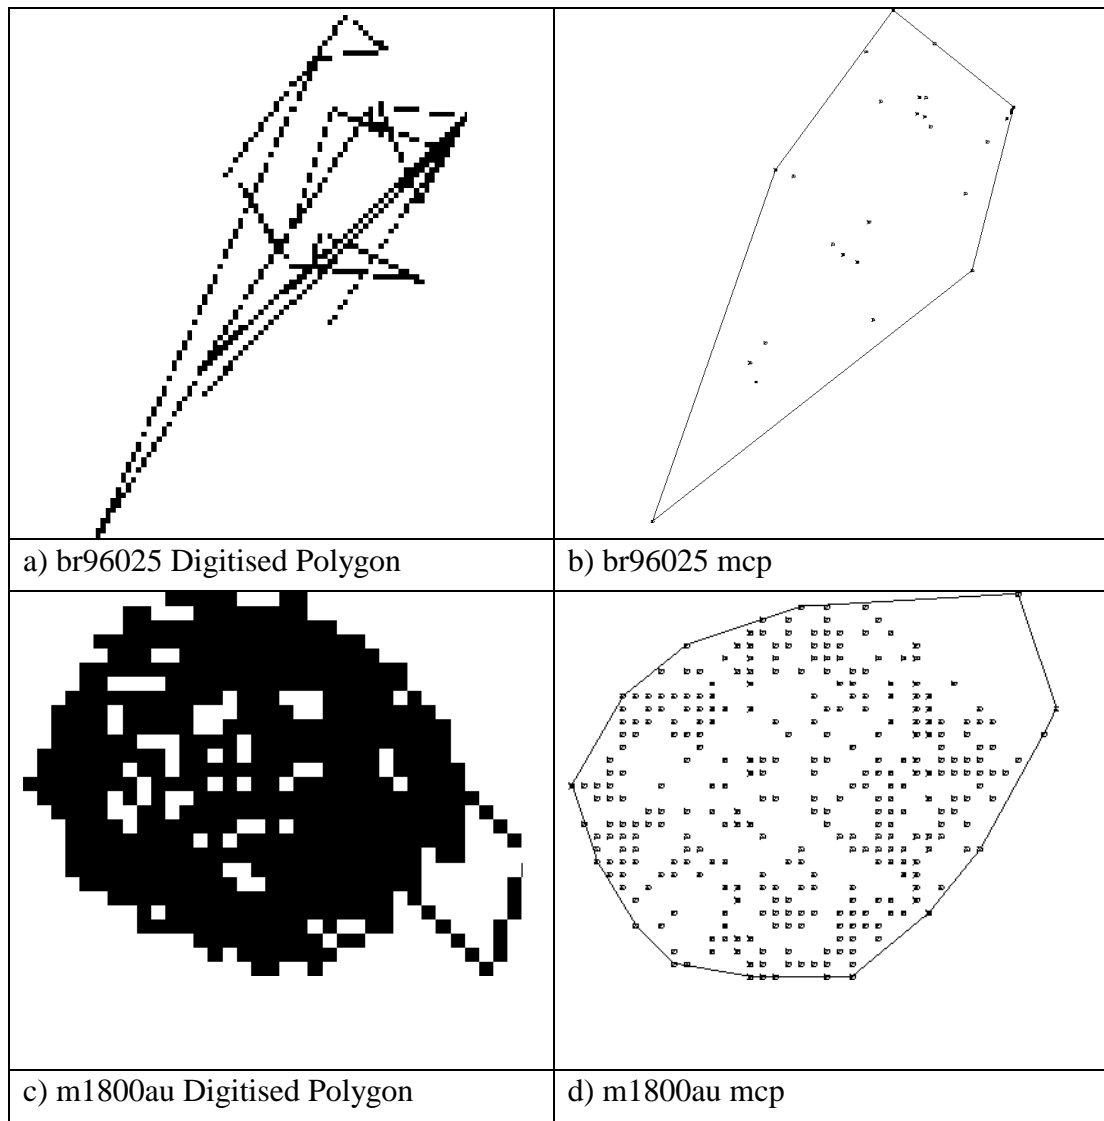 a) br96025 Digitised Polygon
b) br96025 mcp
c) m1800au Digitised Polygon
d) m1800au mcp